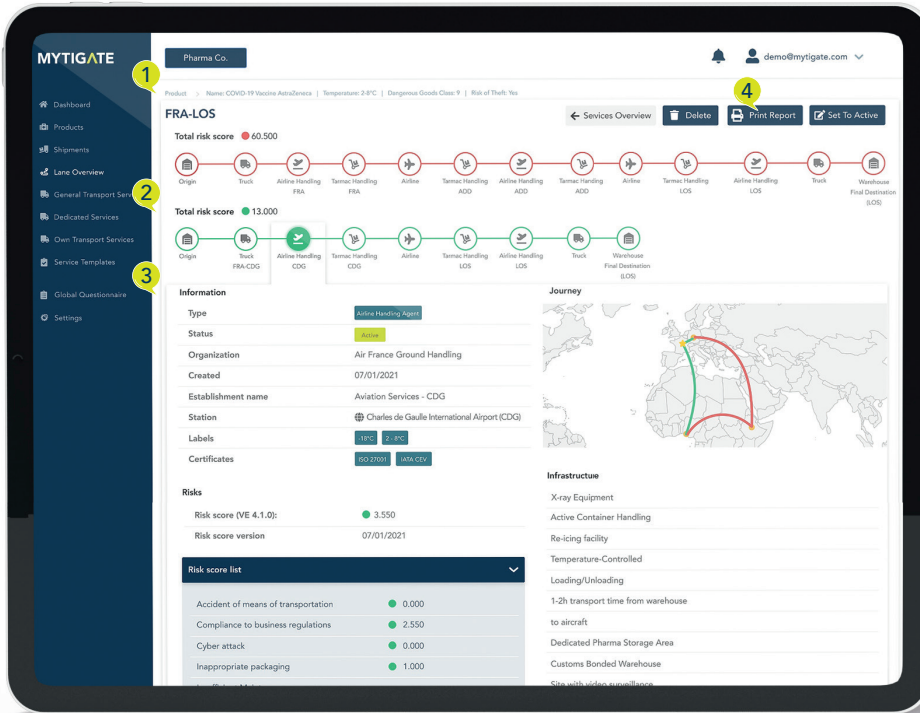 MYTIGATE
Pharma Co.
demo@mytigate.com
1
Product > Name: COVID-19 Vaccine AstraZeneca | Temperature: 2-8°C | Dangerous Goods Class: 9 | Risk of Theft: Yes
4
FRA-LOS
Services Overview
Delete
Print Report
Set To Active
Dashboard
Products
Shipments
Lane Overview
General Transport Servi
Dedicated Services
Own Transport Services
Service Templates
Global Questionnaire
Settings
Total risk score 60.500
Origin
Truck
Airline Handling
FRA
Tarmac Handling
FRA
Airline
Tarmac Handling
ADD
Airline Handling
ADD
Tarmac Handling
ADD
Airline
Tarmac Handling
LOS
Airline Handling
LOS
Truck
Warehouse
Final Destination
(LOS)
2
Total risk score 13.000
Origin
Truck
FRA-CDG
Airline Handling
CDG
Tarmac Handling
CDG
Airline
Tarmac Handling
LOS
Airline Handling
LOS
Truck
Warehouse
Final Destination
(LOS)
3
Information
Type Airline Handling Agent
Status Active
Organization Air France Ground Handling
Created 07/01/2021
Establishment name Aviation Services - CDG
Station Charles de Gaulle International Airport (CDG)
Labels -18°C 2 - 8°C
Certificates ISO 27001 IATA CEV
Risks
Risk score (VE 4.1.0): 3.550
Risk score version 07/01/2021
Risk score list
Accident of means of transportation 0.000
Compliance to business regulations 2.550
Cyber attack 0.000
Inappropriate packaging 1.000
Journey
Infrastructue
X-ray Equipment
Active Container Handling
Re-icing facility
Temperature-Controlled
Loading/Unloading
1-2h transport time from warehouse
to aircraft
Dedicated Pharma Storage Area
Customs Bonded Warehouse
Site with video surveillance